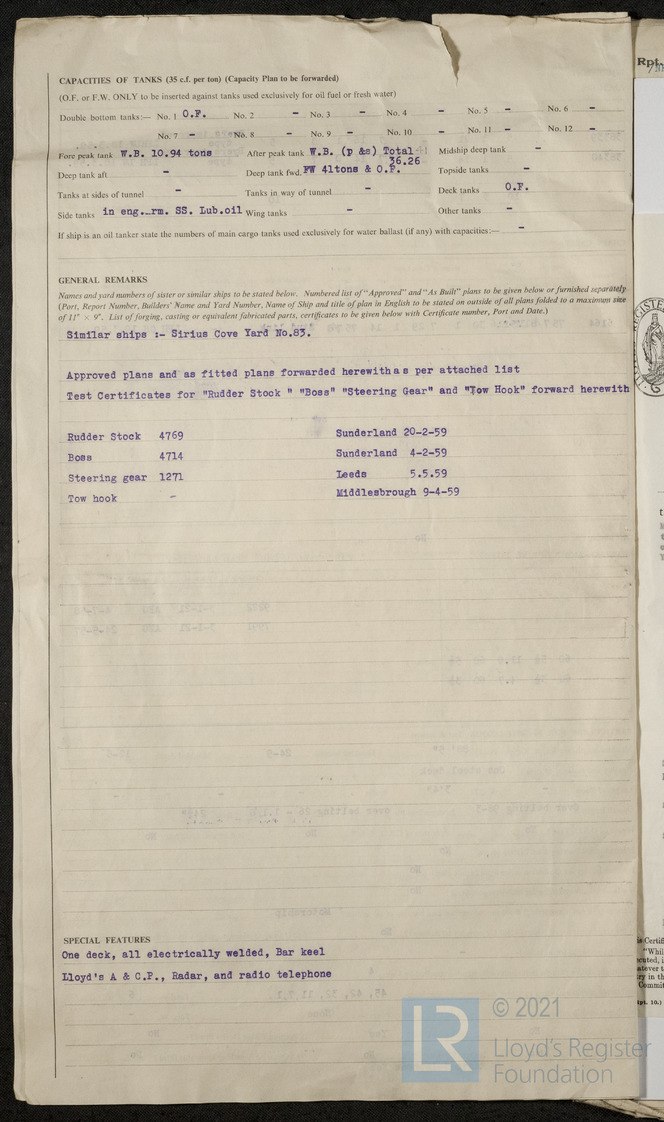 CAPACITIES OF TANKS (35 c.f. per ton) (Capacity Plan to be forwarded)
(O.F. or F.W. ONLY to be inserted against tanks used exclusively for oil fuel or fresh water)
Double bottom tanks:— No. 1 O.F. No. 2 - No. 3 - No. 4 - No. 5 - No. 6 -
No. 7 - No. 8 - No. 9 - No. 10 - No. 11 - No. 12 -
Fore peak tank W.B. 10.94 tons After peak tank W.B. (p &s) Total 36.26 Midship deep tank -
Deep tank aft - Deep tank fwd. FW 41tons & O.F. Topside tanks -
Tanks at sides of tunnel - Tanks in way of tunnel - Deck tanks O.F.
Side tanks in eng. rm. SS. Lub.oil Wing tanks - Other tanks -
If ship is an oil tanker state the numbers of main cargo tanks used exclusively for water ballast (if any) with capacities:— -
GENERAL REMARKS
Names and yard numbers of sister or similar ships to be stated below. Numbered list of "Approved" and "As Built" plans to be given below or furnished separately
(Port, Report Number, Builders' Name and Yard Number, Name of Ship and title of plan in English to be stated on outside of all plans folded to a maximum size
of 11" × 9". List of forging, casting or equivalent fabricated parts, certificates to be given with Certificate number, Port and Date.)
Similar ships :- Sirius Cove Yard No.83.
Approved plans and as fitted plans forwarded herewith a s per attached list
Test Certificates for "Rudder Stock " "Boss" "Steering Gear" and "Tow Hook" forward herewith
Rudder Stock 4769 Sunderland 20-2-59
Boss 4714 Sunderland 4-2-59
Steering gear 1271 Leeds 5.5.59
Tow hook - Middlesbrough 9-4-59
SPECIAL FEATURES
One deck, all electrically welded, Bar keel
Lloyd's A & C.P., Radar, and radio telephone
Rpt.
LR © 2021
Lloyd's Register
Foundation